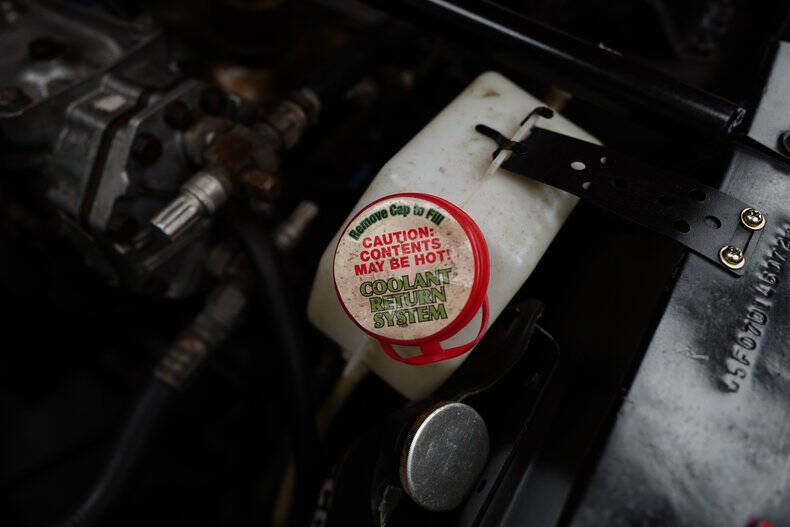 Remove Cap to Fill
CAUTION:
CONTENTS
MAY BE HOT!
COOLANT
RETURN
SYSTEM